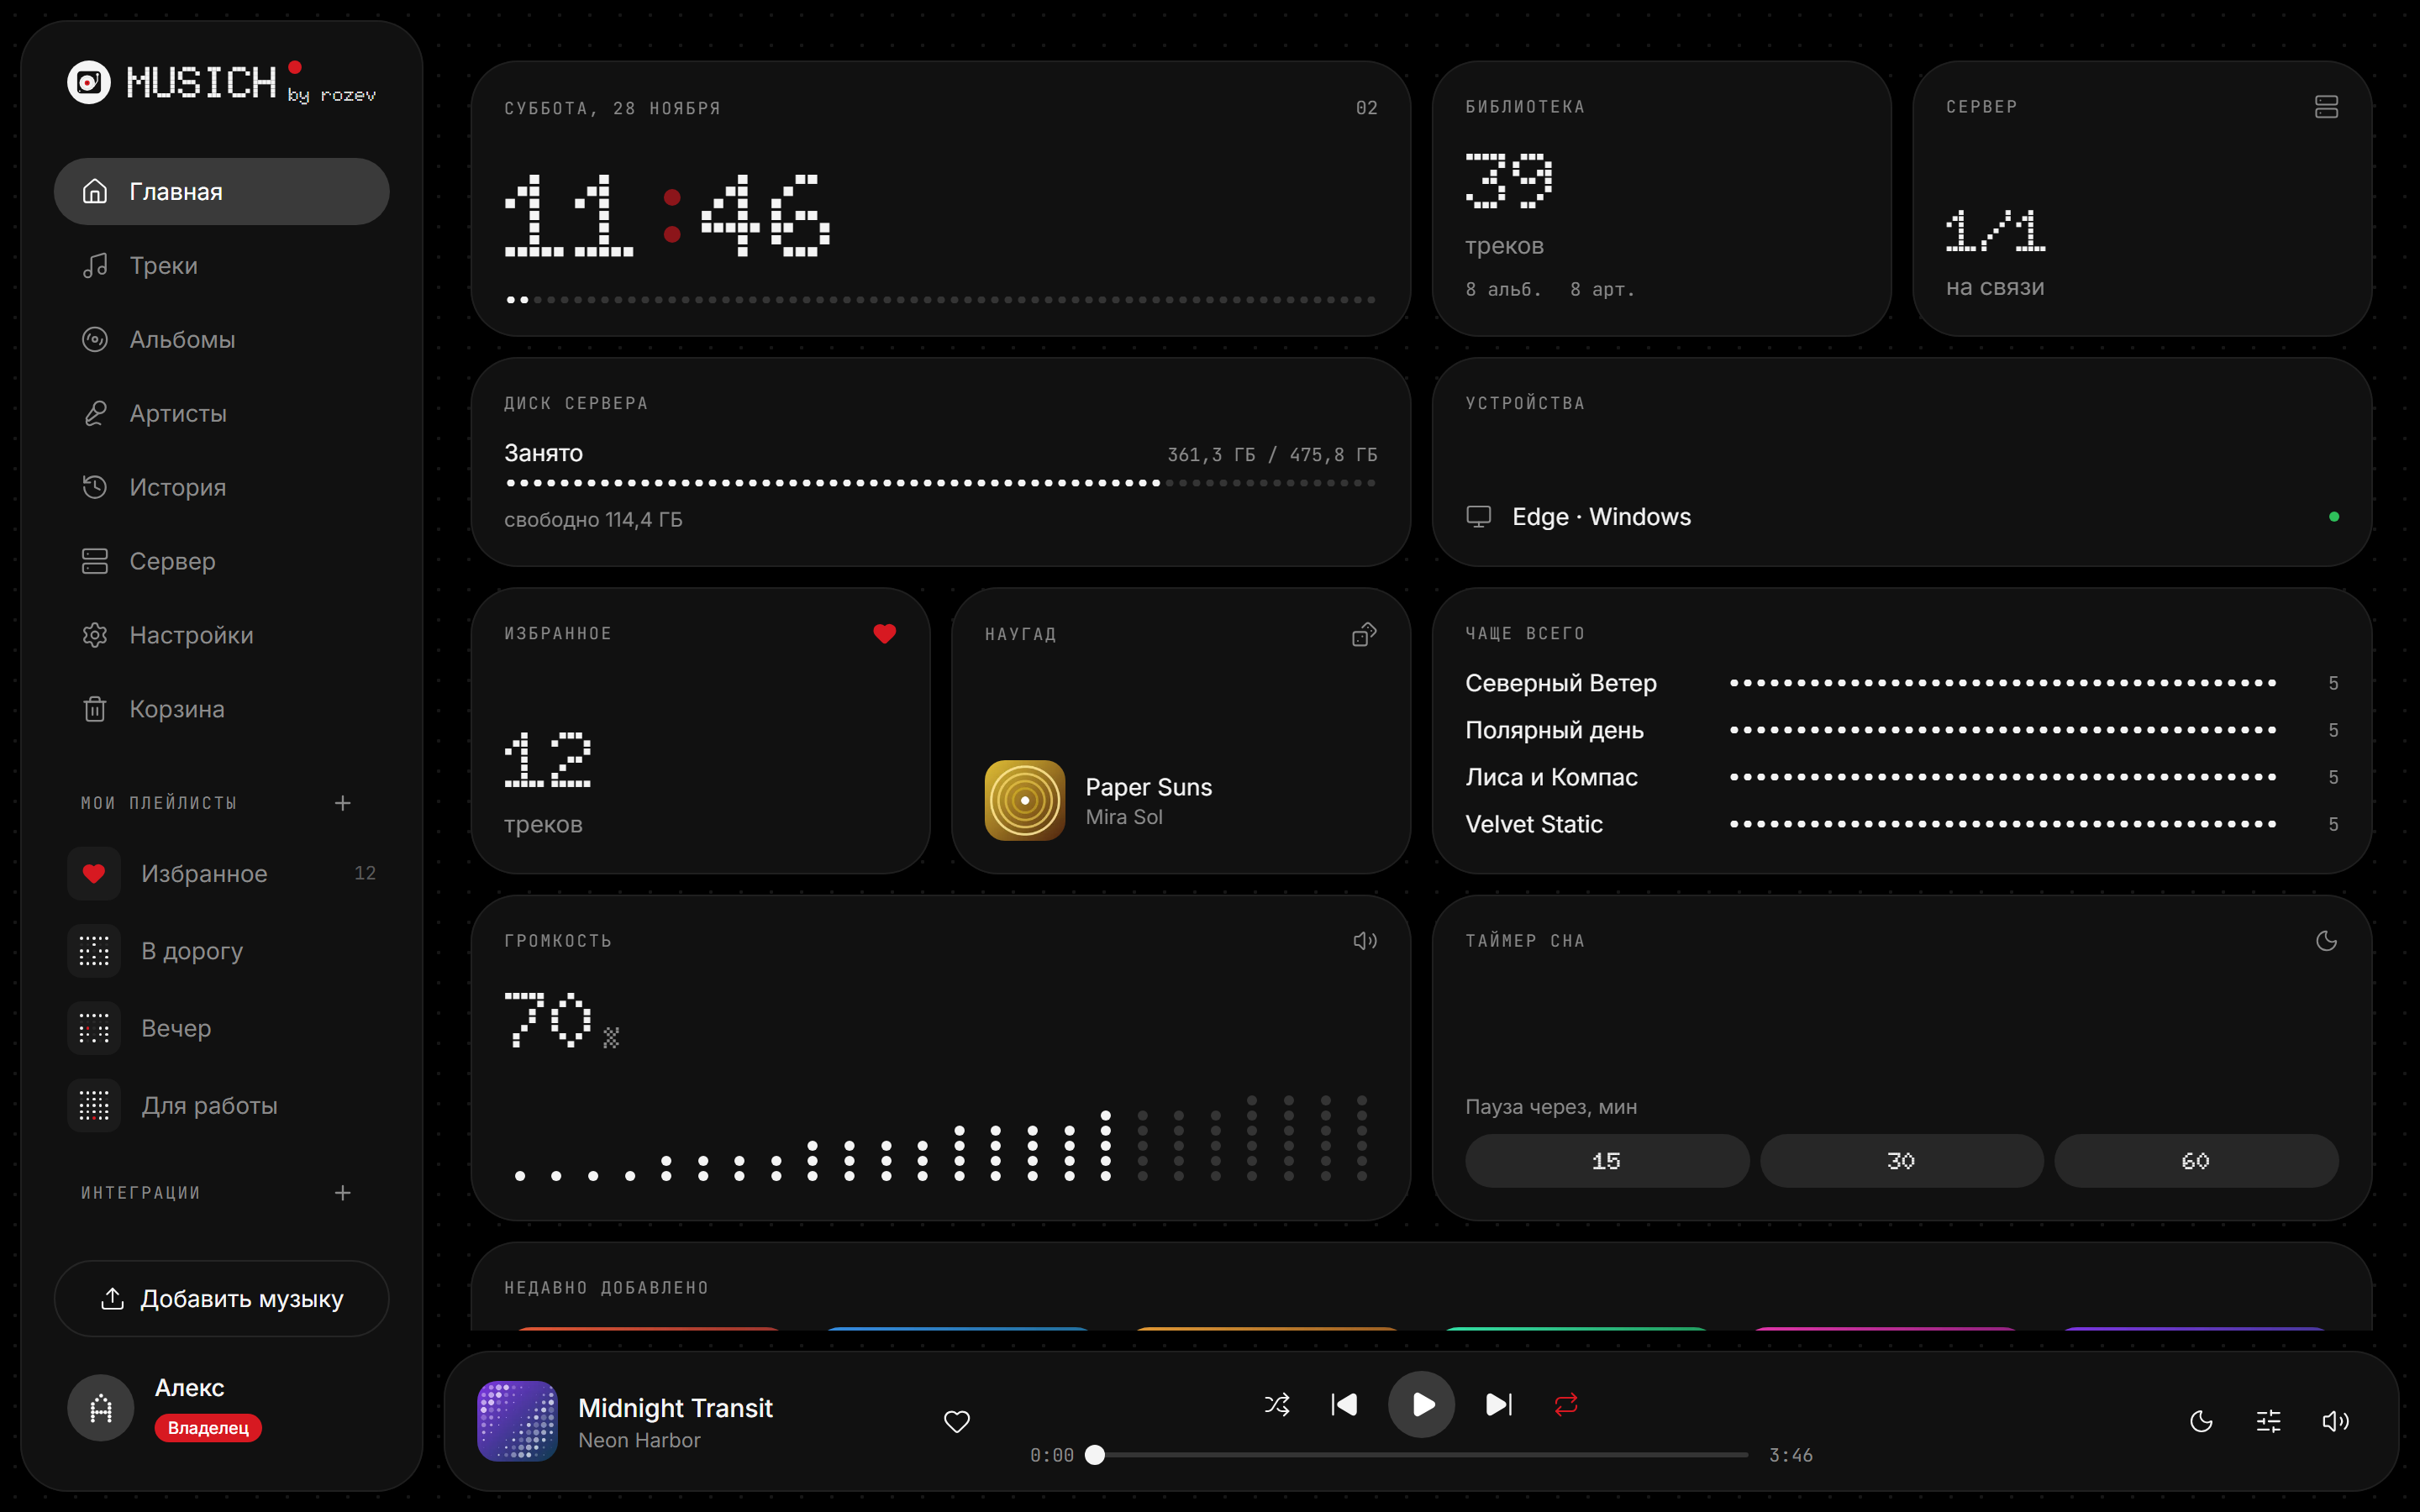 MUSICH
by rozev
Главная
Треки
Альбомы
Артисты
История
Сервер
Настройки
Корзина
МОИ ПЛЕЙЛИСТЫ
Избранное 12
В дорогу
Вечер
Для работы
ИНТЕГРАЦИИ
Добавить музыку
А
Алекс
Владелец
СУББОТА, 28 НОЯБРЯ 02
11:46
БИБЛИОТЕКА
39
треков
8 альб. 8 арт.
СЕРВЕР
1/1
на связи
ДИСК СЕРВЕРА
Занято 361,3 ГБ / 475,8 ГБ
свободно 114,4 ГБ
УСТРОЙСТВА
Edge · Windows
ИЗБРАННОЕ
12
треков
НАУГАД
Paper Suns
Mira Sol
ЧАЩЕ ВСЕГО
Северный Ветер 5
Полярный день 5
Лиса и Компас 5
Velvet Static 5
ГРОМКОСТЬ
70%
ТАЙМЕР СНА
Пауза через, мин
15 30 60
НЕДАВНО ДОБАВЛЕНО
Midnight Transit
Neon Harbor
0:00 3:46